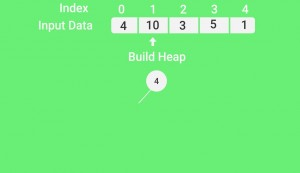 Index 0 1 2 3 4
Input Data 4 10 3 5 1
Build Heap
4